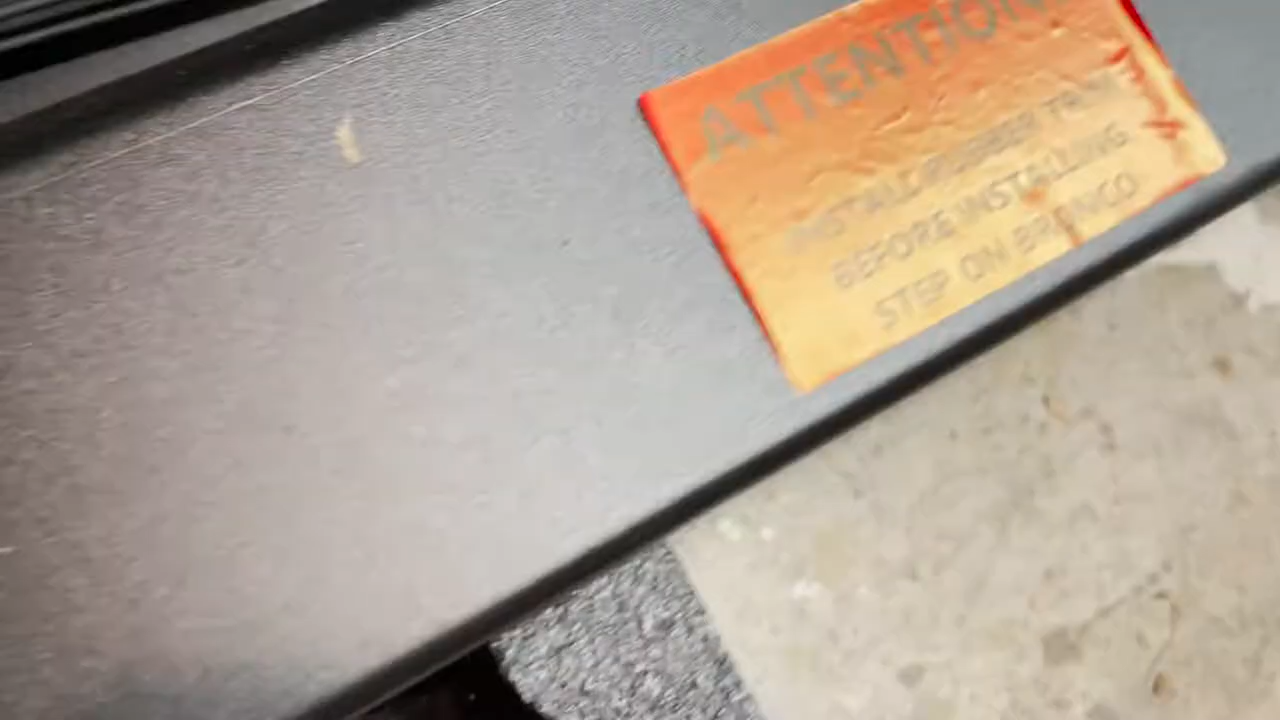 ATTENTION
INSTALL RUBBER TRIM
BEFORE INSTALLING
STEP ON BRONCO